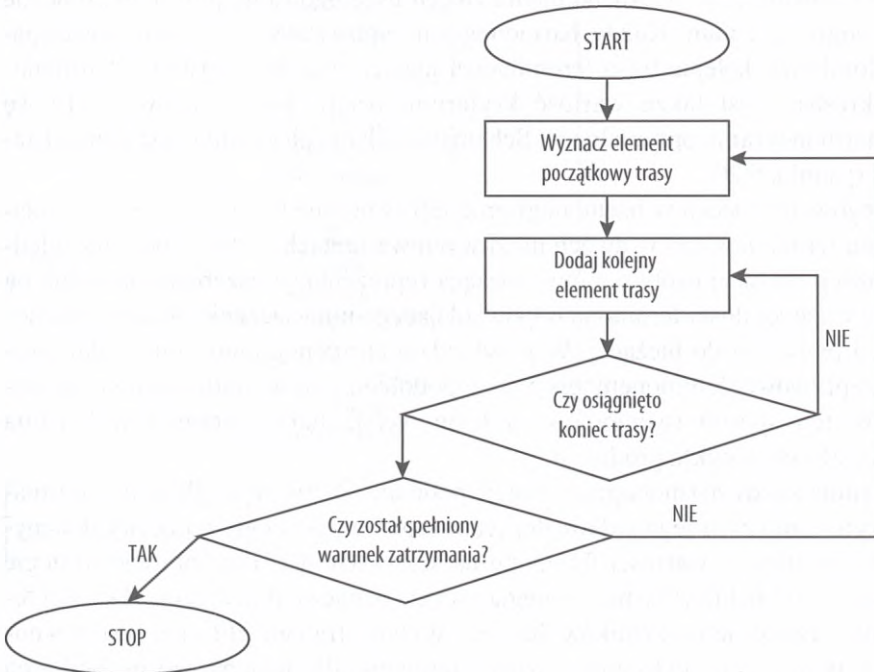 START
Wyznacz element
początkowy trasy
Dodaj kolejny
element trasy
NIE
Czy osiągnięto
koniec trasy?
NIE
Czy został spełniony
warunek zatrzymania?
TAK
STOP